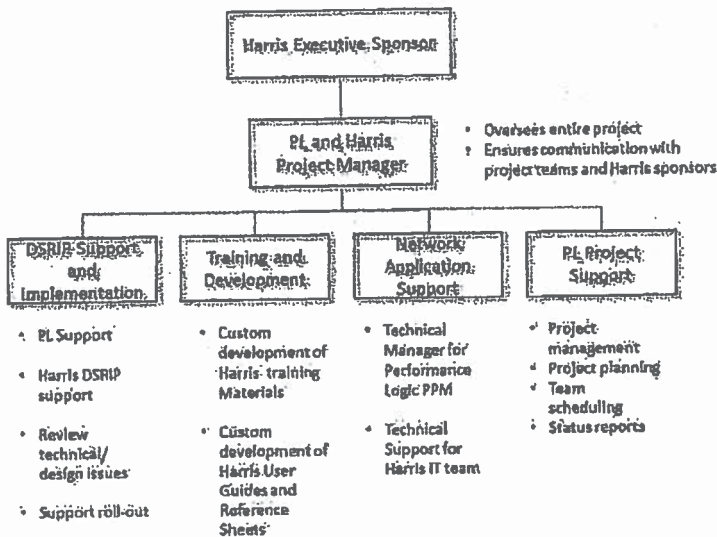 Harris Executive Sponsor
PL and Harris
Project Manager
• Oversees entire project
• Ensures communication with
project teams and Harris sponsors
DSRIP Support
and
Implementation
• PL Support
• Harris DSRIP
support
• Review
technical/
design issues
• Support roll-out
Training and
Development
• Custom
development of
Harris training
Materials
• Custom
development of
Harris User
Guides and
Reference
Sheets
Network
Application
Support
• Technical
Manager for
Performance
Logic PPM
• Technical
Support for
Harris IT team
PL Project
Support
• Project
management
• Project planning
• Team
scheduling
• Status reports